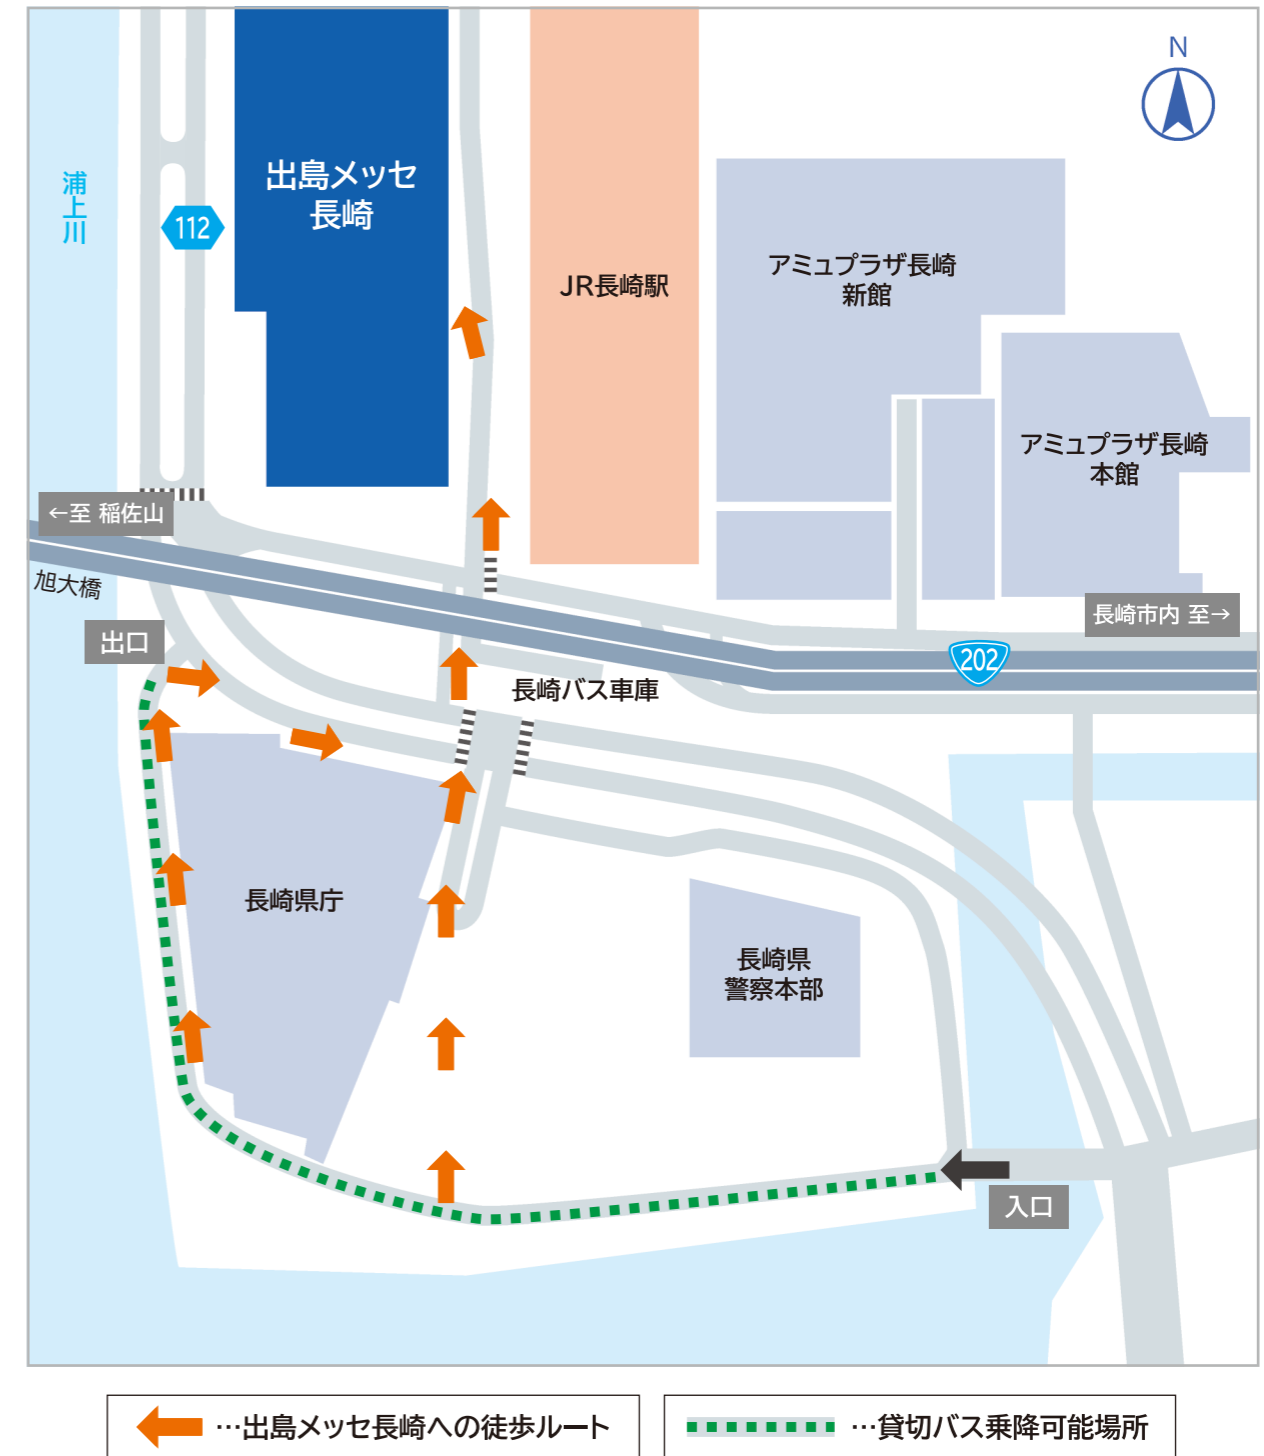 N
浦上川
112
出島メッセ
長崎
JR長崎駅
アミュプラザ長崎
新館
アミュプラザ長崎
本館
←至 稲佐山
旭大橋
長崎市内 至→
出口
202
長崎バス車庫
長崎県庁
長崎県
警察本部
入口
…出島メッセ長崎への徒歩ルート
…貸切バス乗降可能場所